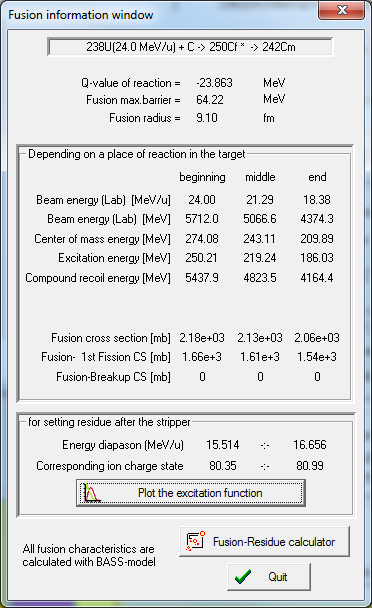 Fusion information window
238U(24.0 MeV/u) + C -> 250Cf * -> 242Cm
Q-value of reaction = -23.863 MeV
Fusion max.barrier = 64.22 MeV
Fusion radius = 9.10 fm
Depending on a place of reaction in the target
beginning middle end
Beam energy (Lab) [MeV/u] 24.00 21.29 18.38
Beam energy (Lab) [MeV] 5712.0 5066.6 4374.3
Center of mass energy [MeV] 274.08 243.11 209.89
Excitation energy [MeV] 250.21 219.24 186.03
Compound recoil energy [MeV] 5437.9 4823.5 4164.4
Fusion cross section [mb] 2.18e+03 2.13e+03 2.06e+03
Fusion- 1st Fission CS [mb] 1.66e+3 1.61e+3 1.54e+3
Fusion-Breakup CS [mb] 0 0 0
for setting residue after the stripper
Energy diapason (MeV/u) 15.514 -:- 16.656
Corresponding ion charge state 80.35 -:- 80.99
Plot the excitation function
All fusion characteristics are
calculated with BASS-model
Fusion-Residue calculator
Quit